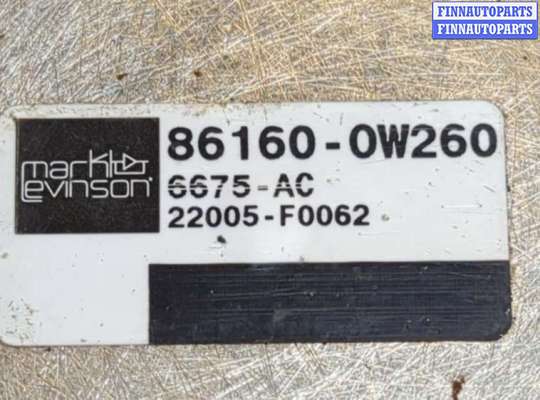 FINNAUTOPARTS
FINNAUTOPARTS
mark levinson
86160-0W260
6675-AC
22005-F0062